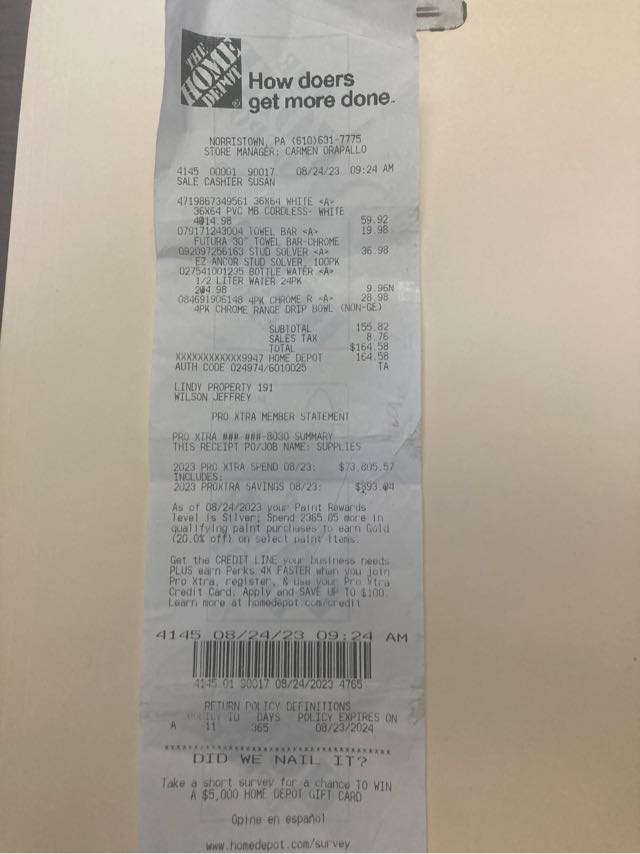 THE
HOME
DEPOT
®
How doers
get more done.
NORRISTOWN, PA (610)631-7775
STORE MANAGER: CARMEN ORAPALLO
4145 00001 90017 08/24/23 09:24 AM
SALE CASHIER SUSAN
4719867349561 36X64 WHITE <A>
36X64 PVC MB CORDLESS- WHITE
4@14.98 59.92
079171243004 TOWEL BAR <A> 19.98
FUTURA 30" TOWEL BAR-CHROME
092097256163 STUD SOLVER <A> 36.98
EZ ANCOR STUD SOLVER, 100PK
027541001235 BOTTLE WATER <A>
1/2 LITER WATER 24PK
2@4.98 9.96N
084691906148 4PK CHROME R <A> 28.98
4PK CHROME RANGE DRIP BOWL (NON-GE)
SUBTOTAL 155.82
SALES TAX 8.76
TOTAL $164.58
XXXXXXXXXXXX9947 HOME DEPOT 164.58
AUTH CODE 024974/6010025 TA
LINDY PROPERTY 191
WILSON JEFFREY
PRO XTRA MEMBER STATEMENT
PRO XTRA ### ###-8030 SUMMARY
THIS RECEIPT PO/JOB NAME: SUPPLIES
2023 PRO XTRA SPEND 08/23: $73,805.57
INCLUDES:
2023 PROXTRA SAVINGS 08/23: $393.04
As of 08/24/2023 your Paint Rewards
level is Silver; Spend 2365.05 more in
qualifying paint purchases to earn Gold
(20.0% off) on select paint items.
Get the CREDIT LINE your business needs
PLUS earn Perks 4X FASTER when you join
Pro Xtra, register, & use your Pro Xtra
Credit Card. Apply and SAVE UP TO $100.
Learn more at homedepot.com/credit
4145 08/24/23 09:24 AM
4145 01 90017 08/24/2023 4765
RETURN POLICY DEFINITIONS
POLICY ID DAYS POLICY EXPIRES ON
A 11 365 08/23/2024
DID WE NAIL IT?
Take a short survey for a chance TO WIN
A $5,000 HOME DEPOT GIFT CARD
Opine en español
www.homedepot.com/survey